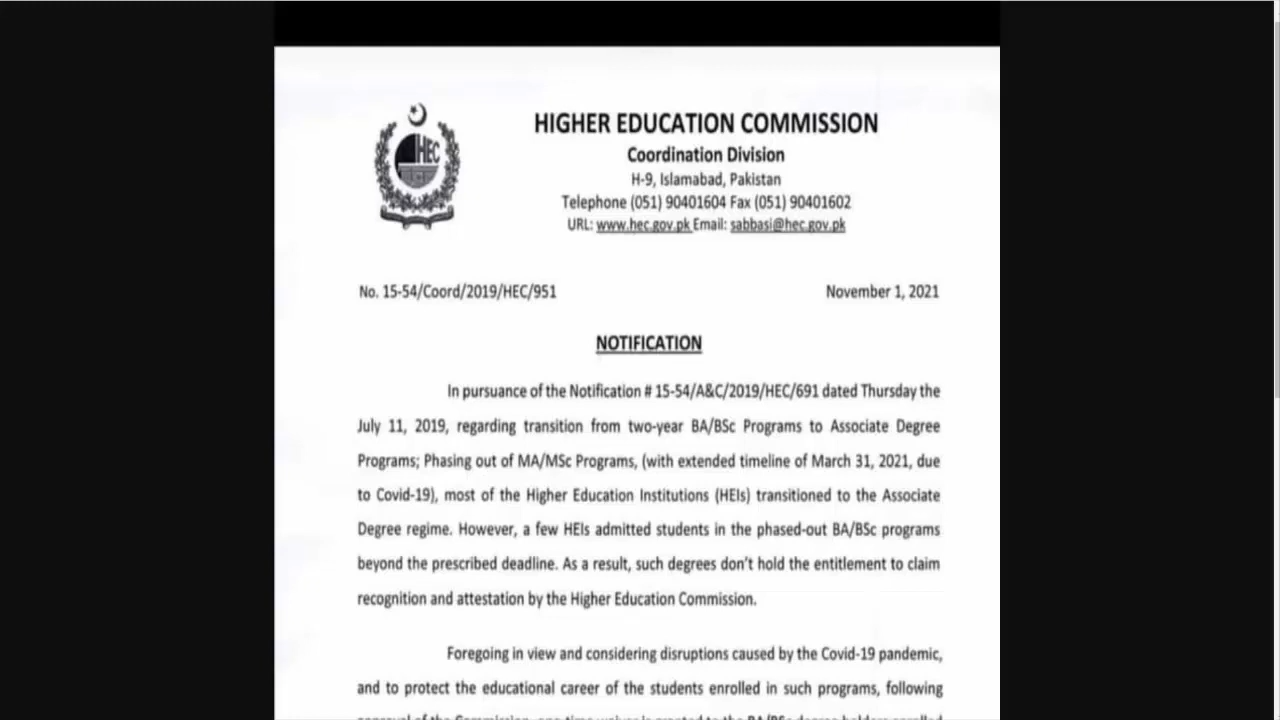 HEC
HIGHER EDUCATION COMMISSION
Coordination Division
H-9, Islamabad, Pakistan
Telephone (051) 90401604 Fax (051) 90401602
URL: www.hec.gov.pk Email: sabbasi@hec.gov.pk
No. 15-54/Coord/2019/HEC/951 November 1, 2021
NOTIFICATION
In pursuance of the Notification # 15-54/A&C/2019/HEC/691 dated Thursday the
July 11, 2019, regarding transition from two-year BA/BSc Programs to Associate Degree
Programs; Phasing out of MA/MSc Programs, (with extended timeline of March 31, 2021, due
to Covid-19), most of the Higher Education Institutions (HEIs) transitioned to the Associate
Degree regime. However, a few HEIs admitted students in the phased-out BA/BSc programs
beyond the prescribed deadline. As a result, such degrees don't hold the entitlement to claim
recognition and attestation by the Higher Education Commission.
Foregoing in view and considering disruptions caused by the Covid-19 pandemic,
and to protect the educational career of the students enrolled in such programs, following